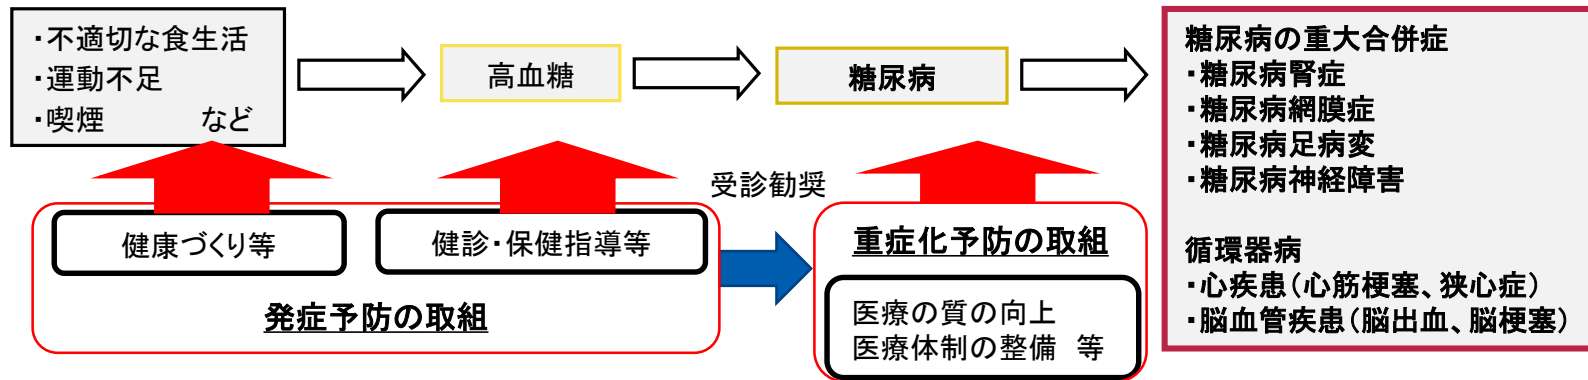 ・不適切な食生活
・運動不足
・喫煙　　　など
高血糖
糖尿病
糖尿病の重大合併症
・糖尿病腎症
・糖尿病網膜症
・糖尿病足病変
・糖尿病神経障害
循環器病
・心疾患（心筋梗塞、狭心症）
・脳血管疾患（脳出血、脳梗塞）
健康づくり等
健診・保健指導等
発症予防の取組
受診勧奨
重症化予防の取組
医療の質の向上
医療体制の整備　等